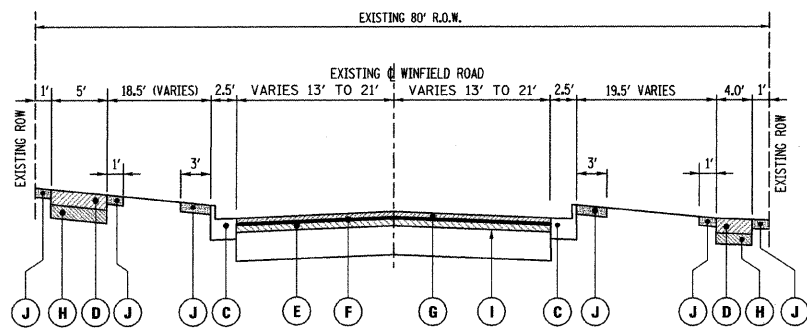 EXISTING 80' R.O.W.
EXISTING ℄ WINFIELD ROAD
1' 5' 18.5' (VARIES) 2.5' VARIES 13' TO 21' VARIES 13' TO 21' 2.5' 19.5' VARIES 4.0' 1'
EXISTING ROW
EXISTING ROW
1' 3' 3' 1'
J H D J J C E F G I C J J D H J